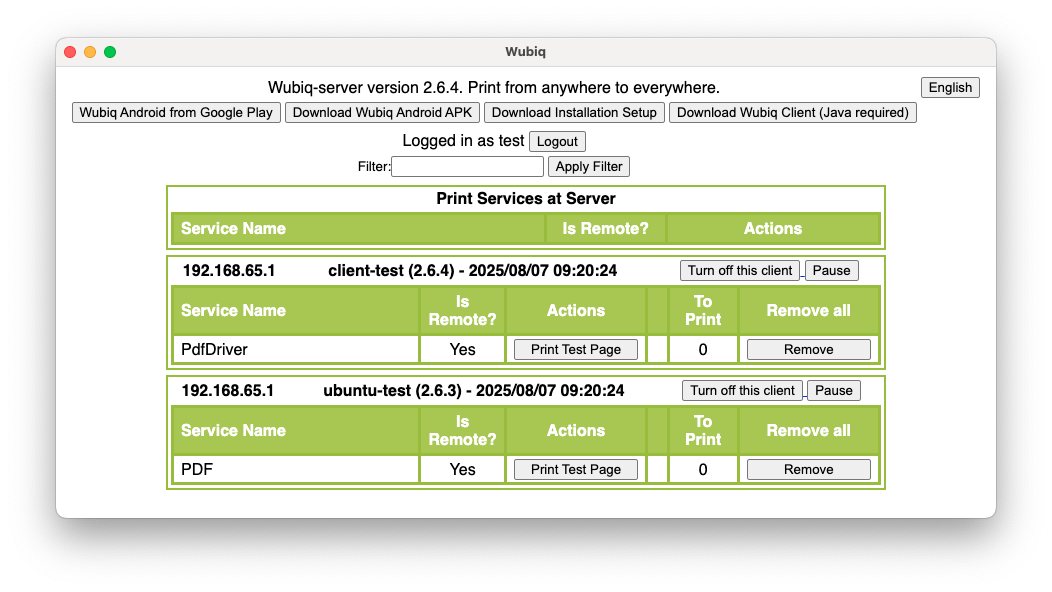 Wubiq
Wubiq-server version 2.6.4. Print from anywhere to everywhere. English
Wubiq Android from Google Play Download Wubiq Android APK Download Installation Setup Download Wubiq Client (Java required)
Logged in as test Logout
Filter: Apply Filter
Print Services at Server
Service Name Is Remote? Actions
192.168.65.1 client-test (2.6.4) - 2025/08/07 09:20:24 Turn off this client Pause
Service Name Is Remote? Actions To Print Remove all
PdfDriver Yes Print Test Page 0 Remove
192.168.65.1 ubuntu-test (2.6.3) - 2025/08/07 09:20:24 Turn off this client Pause
Service Name Is Remote? Actions To Print Remove all
PDF Yes Print Test Page 0 Remove